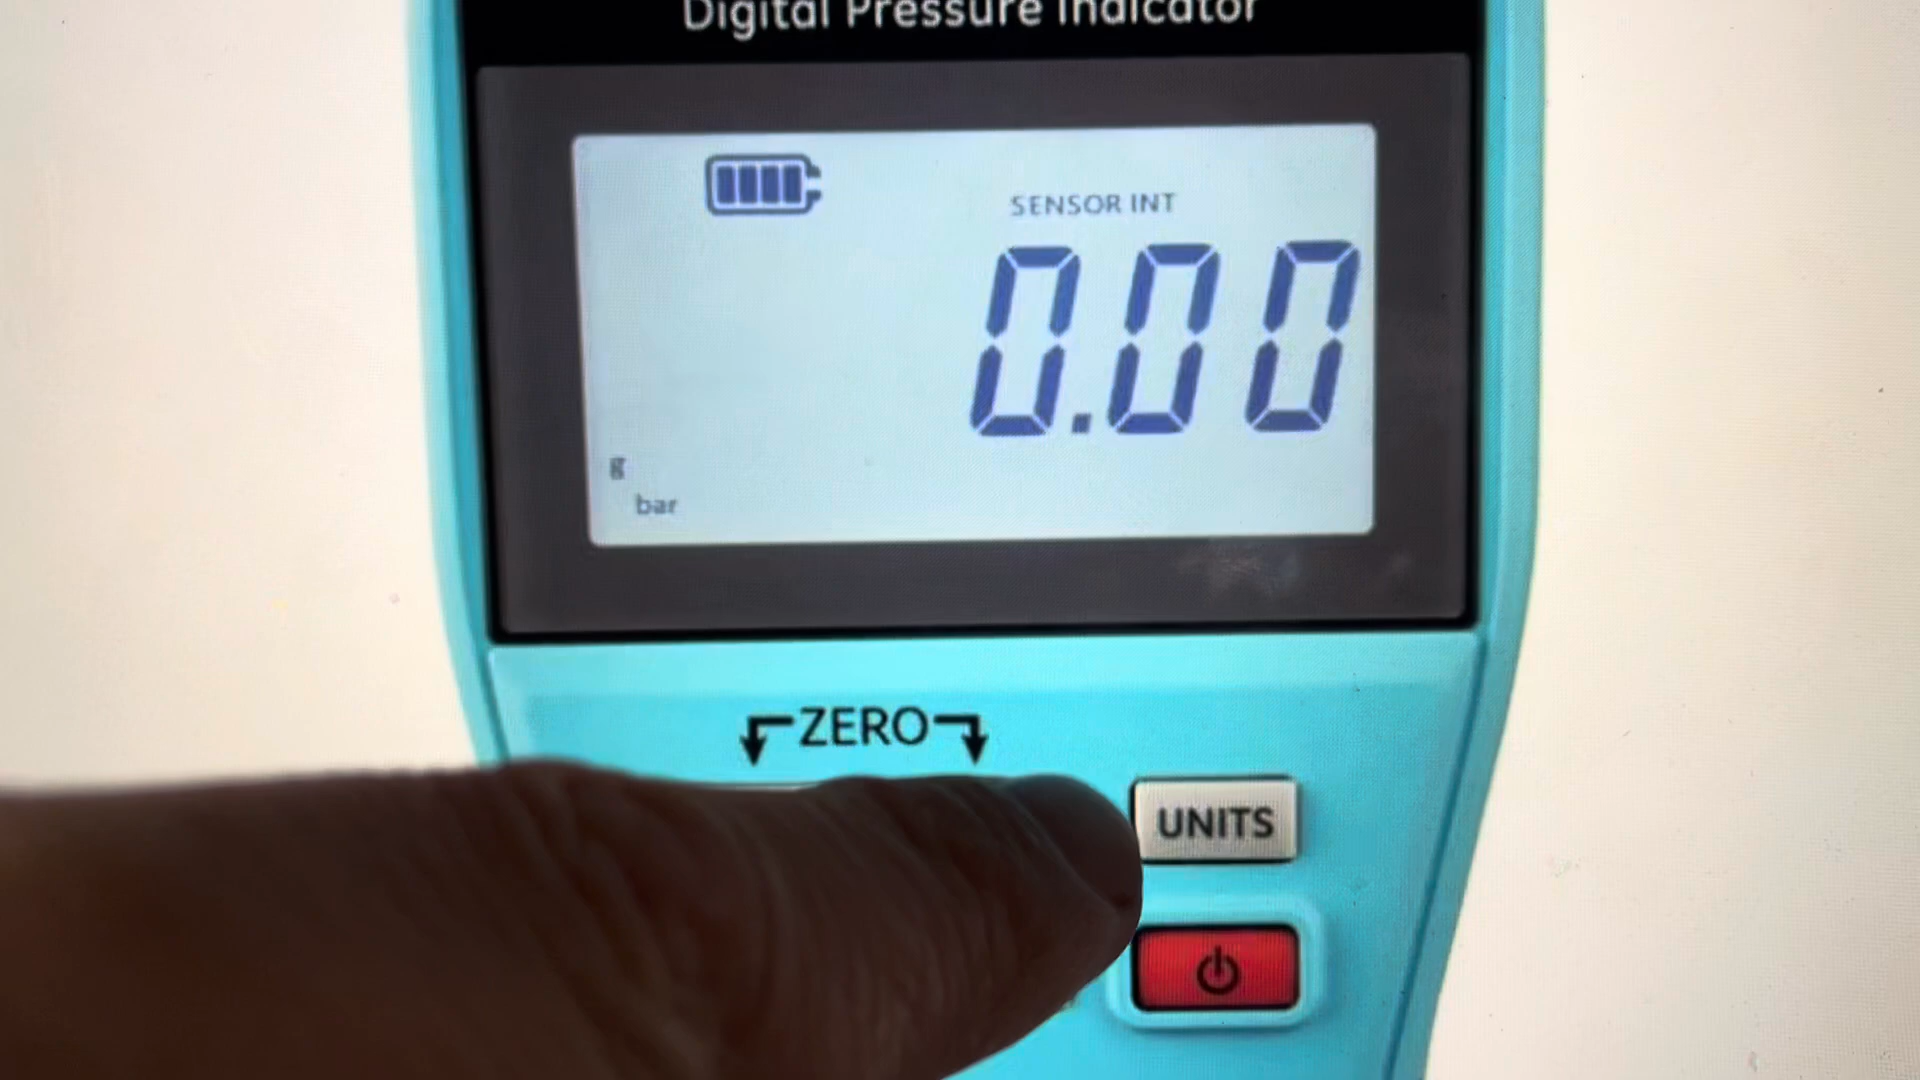 Digital Pressure Indicator
SENSOR INT
0.00
g
bar
ZERO
UNITS